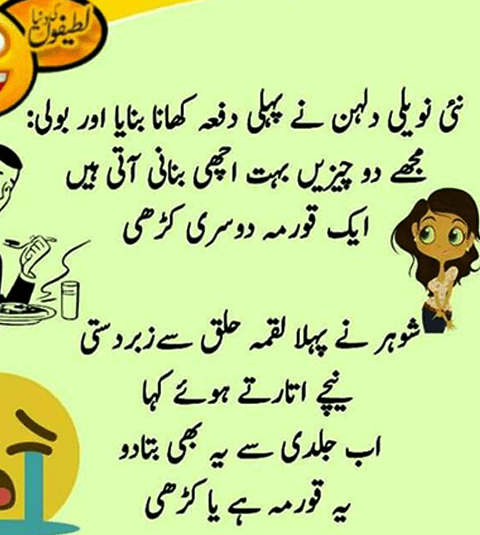 لطیفوں کی دنیا
نئی نویلی دلہن نے پہلی دفعہ کھانا بنایا اور بولی:
مجھے دو چیزیں بہت اچھی بنانی آتی ہیں
ایک قورمہ دوسری کڑھی
شوہر نے پہلا لقمہ حلق سے زبردستی
نیچے اتارتے ہوئے کہا
اب جلدی سے یہ بھی بتادو
یہ قورمہ ہے یا کڑھی